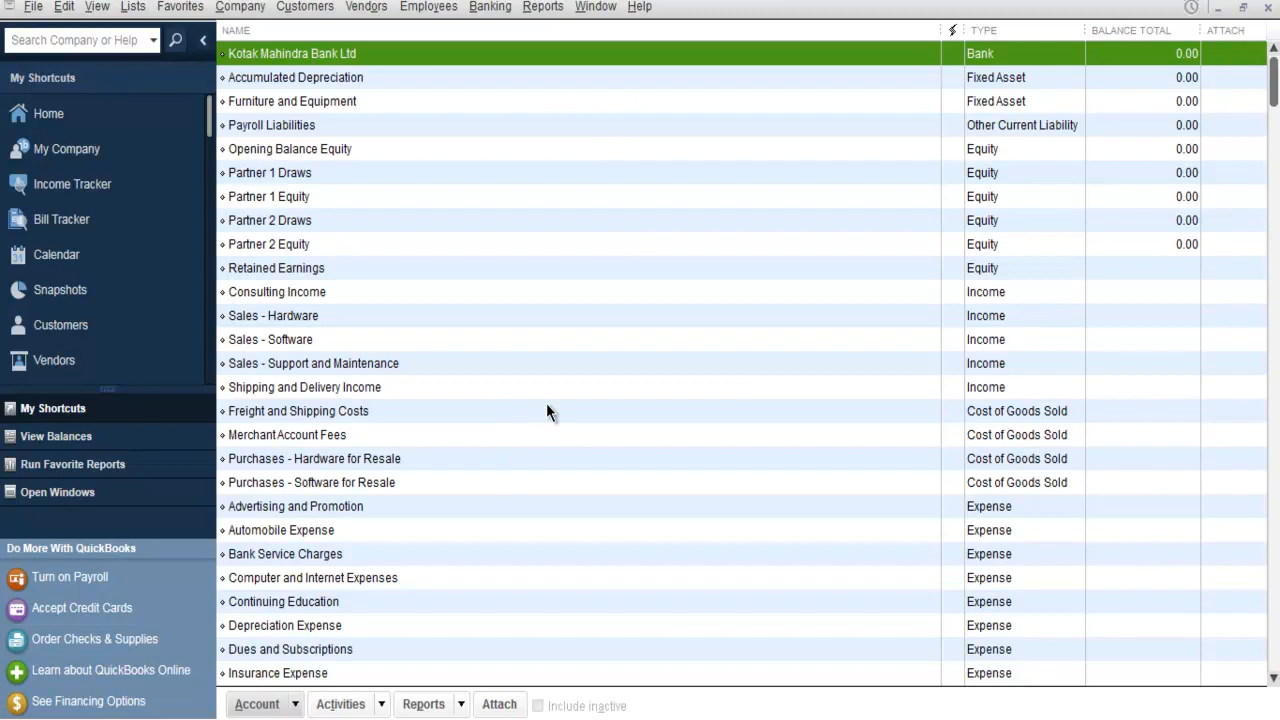 File Edit View Lists Favorites Company Customers Vendors Employees Banking Reports Window Help
Search Company or Help
My Shortcuts
Home
My Company
Income Tracker
Bill Tracker
Calendar
Snapshots
Customers
Vendors
My Shortcuts
View Balances
Run Favorite Reports
Open Windows
Do More With QuickBooks
Turn on Payroll
Accept Credit Cards
Order Checks & Supplies
Learn about QuickBooks Online
See Financing Options
NAME TYPE BALANCE TOTAL ATTACH
Kotak Mahindra Bank Ltd Bank 0.00
Accumulated Depreciation Fixed Asset 0.00
Furniture and Equipment Fixed Asset 0.00
Payroll Liabilities Other Current Liability 0.00
Opening Balance Equity Equity 0.00
Partner 1 Draws Equity 0.00
Partner 1 Equity Equity 0.00
Partner 2 Draws Equity 0.00
Partner 2 Equity Equity 0.00
Retained Earnings Equity
Consulting Income Income
Sales - Hardware Income
Sales - Software Income
Sales - Support and Maintenance Income
Shipping and Delivery Income Income
Freight and Shipping Costs Cost of Goods Sold
Merchant Account Fees Cost of Goods Sold
Purchases - Hardware for Resale Cost of Goods Sold
Purchases - Software for Resale Cost of Goods Sold
Advertising and Promotion Expense
Automobile Expense Expense
Bank Service Charges Expense
Computer and Internet Expenses Expense
Continuing Education Expense
Depreciation Expense Expense
Dues and Subscriptions Expense
Insurance Expense Expense
Account Activities Reports Attach Include inactive